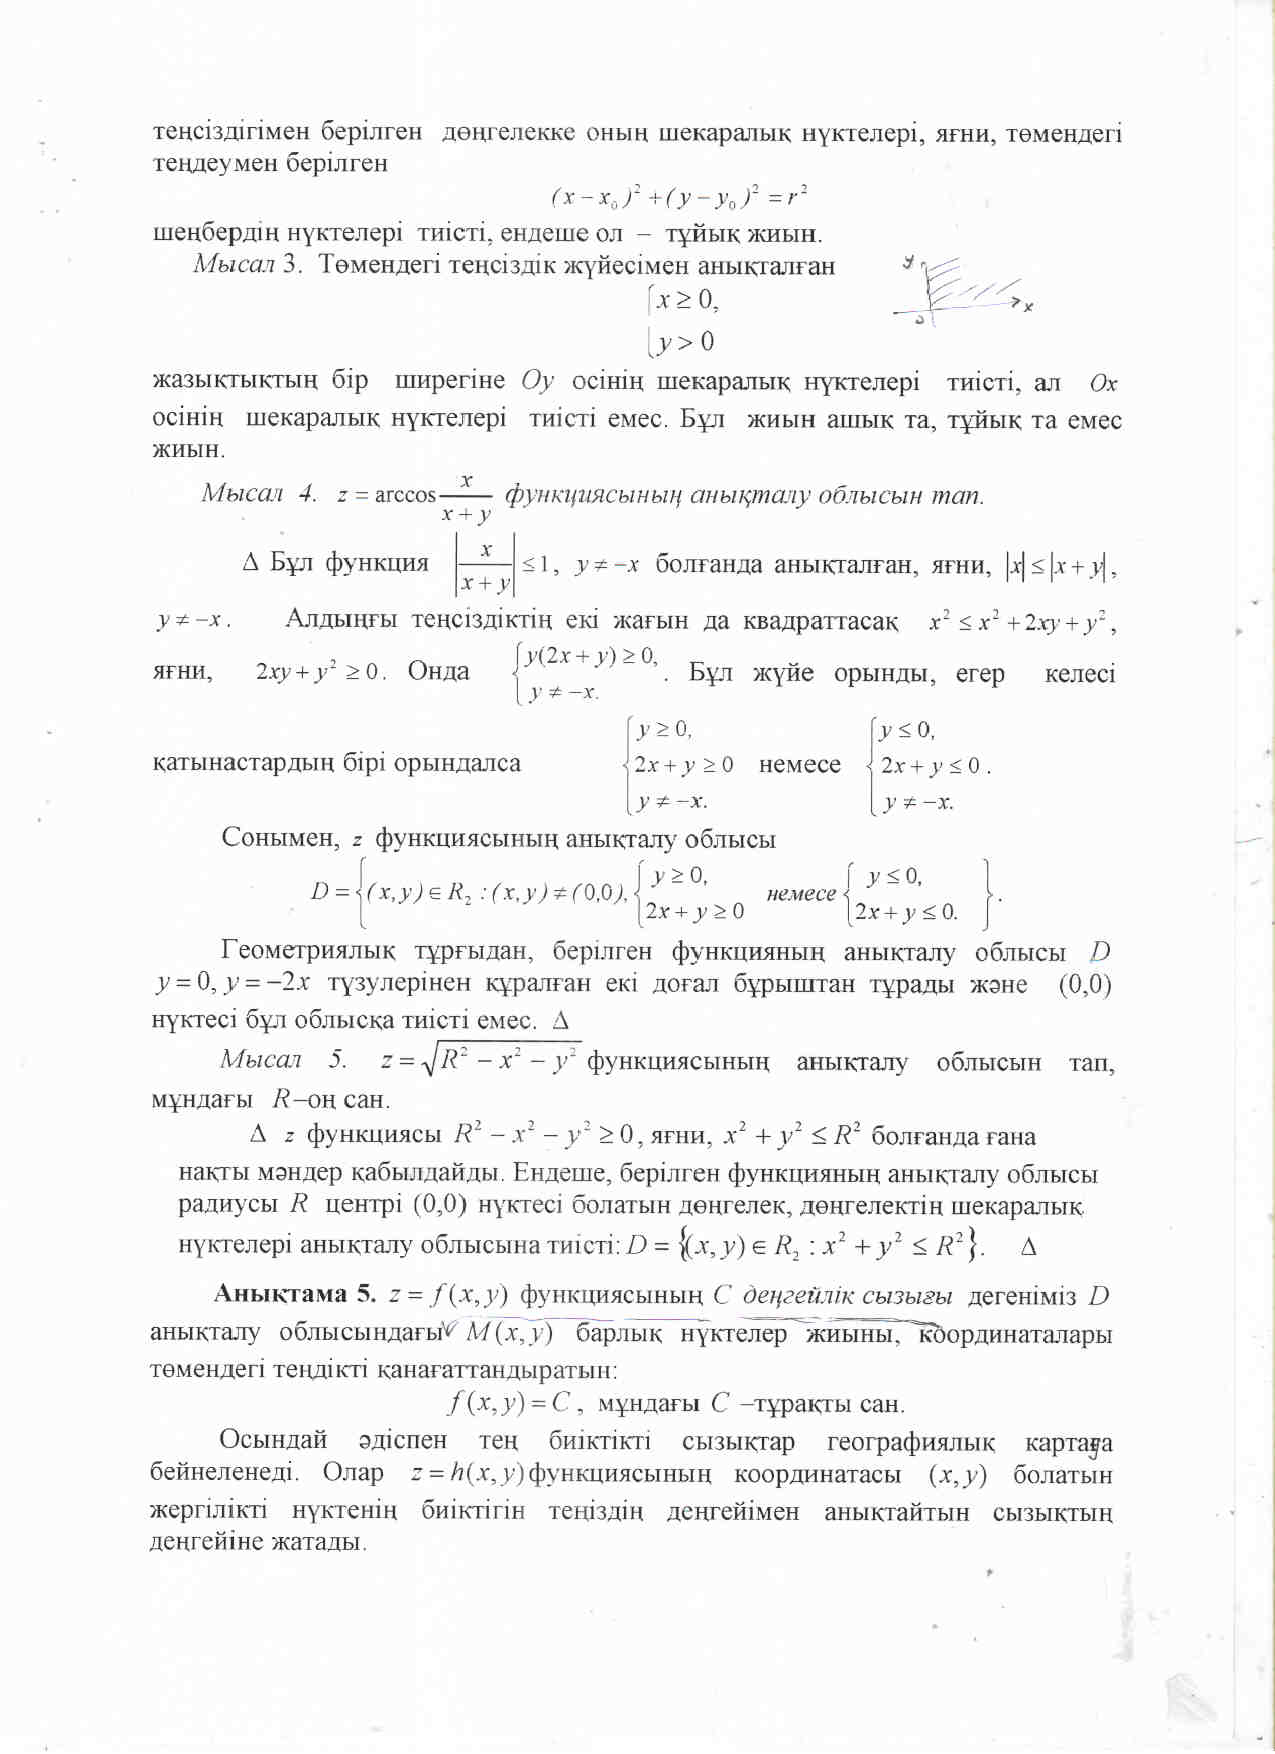 теңсіздігімен берілген дөңгелекке оның шекаралық нүктелері, яғни, төмендегі
теңдеумен берілген
(x – x₀)² + (y – y₀)² = r²
шеңбердің нүктелері тиісті, ендеше ол – тұйық жиын.
Мысал 3. Төмендегі теңсіздік жүйесімен анықталған
y
{ x ≥ 0,
x
0
y > 0
жазықтықтың бір ширегіне Oy осінің шекаралық нүктелері тиісті, ал Ox
осінің шекаралық нүктелері тиісті емес. Бұл жиын ашық та, тұйық та емес
жиын.
Мысал 4. z = arccos x/(x + y) функциясының анықталу облысын тап.
Δ Бұл функция |x/(x + y)| ≤ 1, y ≠ –x болғанда анықталған, яғни, |x| ≤ |x + y|,
y ≠ –x. Алдыңғы теңсіздіктің екі жағын да квадраттасақ x² ≤ x² + 2xy + y²,
яғни, 2xy + y² ≥ 0. Онда { y(2x + y) ≥ 0, y ≠ –x. . Бұл жүйе орынды, егер келесі
қатынастардың бірі орындалса { y ≥ 0, 2x + y ≥ 0 y ≠ –x. немесе { y ≤ 0, 2x + y ≤ 0 y ≠ –x. .
Сонымен, z функциясының анықталу облысы
D = {(x, y) ∈ R₂ : (x, y) ≠ (0,0), { y ≥ 0, 2x + y ≥ 0 немесе { y ≤ 0, 2x + y ≤ 0. }.
Геометриялық тұрғыдан, берілген функцияның анықталу облысы D
y = 0, y = –2x түзулерінен құралған екі доғал бұрыштан тұрады және (0,0)
нүктесі бұл облысқа тиісті емес. Δ
Мысал 5. z = √(R² – x² – y²) функциясының анықталу облысын тап,
мұндағы R–оң сан.
Δ z функциясы R² – x² – y² ≥ 0, яғни, x² + y² ≤ R² болғанда ғана
нақты мәндер қабылдайды. Ендеше, берілген функцияның анықталу облысы
радиусы R центрі (0,0) нүктесі болатын дөңгелек, дөңгелектің шекаралық
нүктелері анықталу облысына тиісті: D = {(x, y) ∈ R₂ : x² + y² ≤ R²}. Δ
Анықтама 5. z = f(x, y) функциясының C деңгейлік сызығы дегеніміз D
анықталу облысындағы M(x, y) барлық нүктелер жиыны, координаталары
төмендегі теңдікті қанағаттандыратын:
f(x, y) = C, мұндағы C –тұрақты сан.
Осындай әдіспен тең биіктікті сызықтар географиялық картаға
бейнеленеді. Олар z = h(x, y) функциясының координатасы (x, y) болатын
жергілікті нүктенің биіктігін теңіздің деңгейімен анықтайтын сызықтың
деңгейіне жатады.